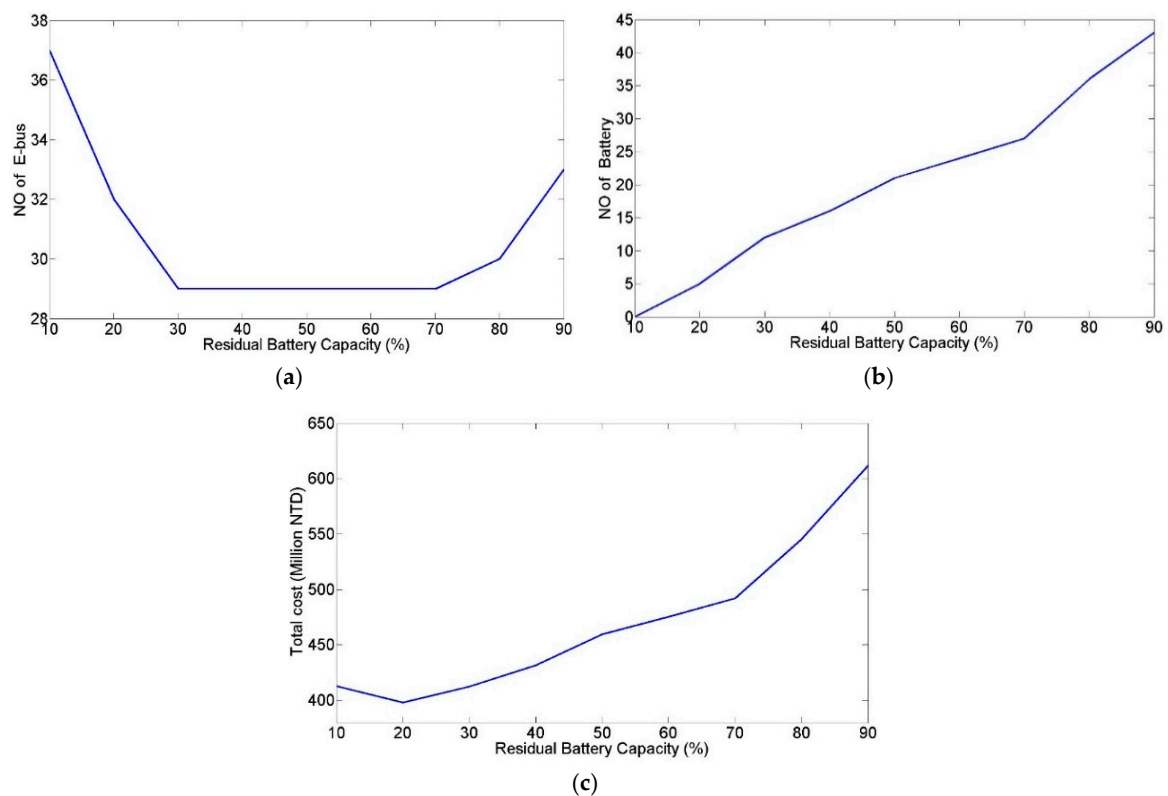 38
36
34
32
30
28
NO of E-bus
10 20 30 40 50 60 70 80 90
Residual Battery Capacity (%)
(a)
45
40
35
30
25
20
15
10
5
0
NO of Battery
10 20 30 40 50 60 70 80 90
Residual Battery Capacity (%)
(b)
650
600
550
500
450
400
Total cost (Million NTD)
10 20 30 40 50 60 70 80 90
Residual Battery Capacity (%)
(c)